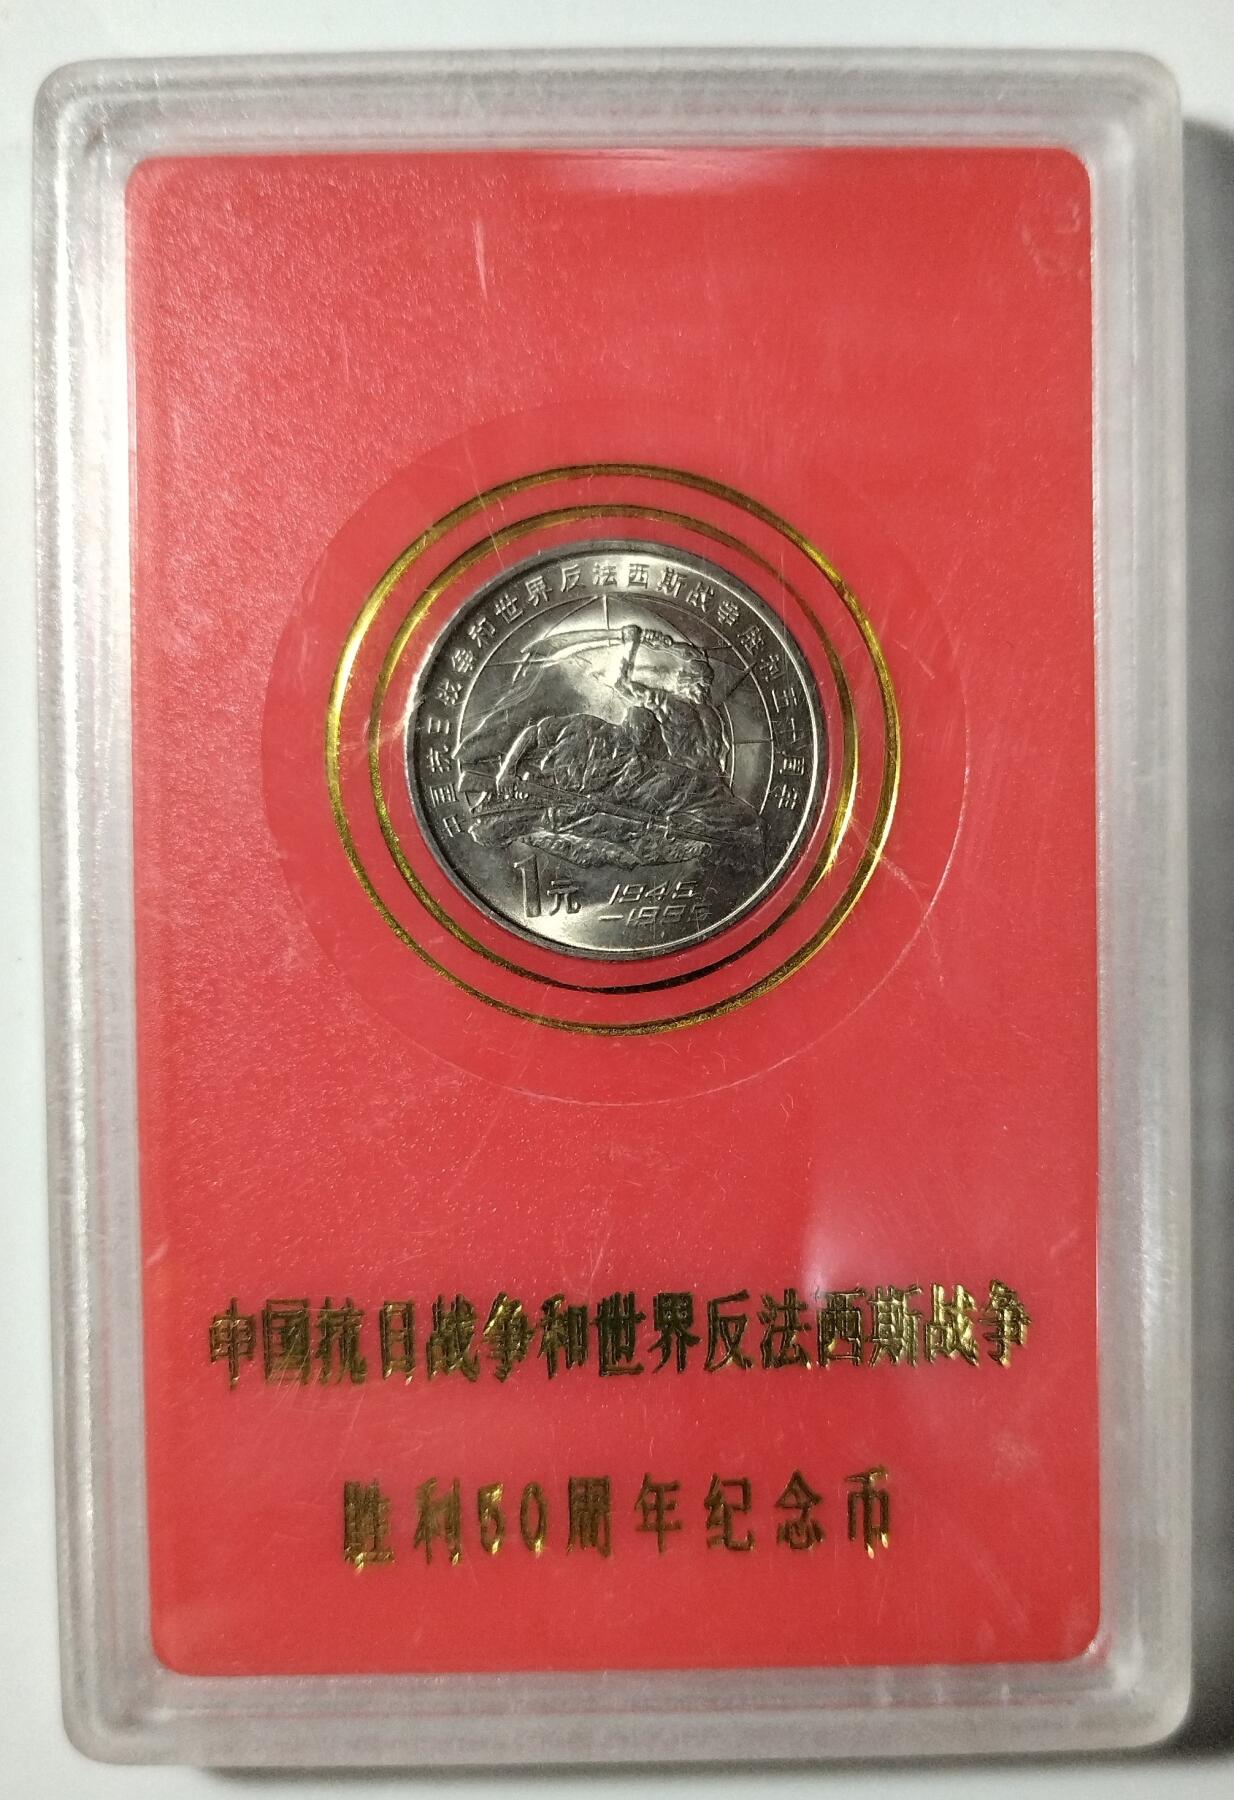 中国抗日战争和世界反法西斯战争胜利五十周年
1元 1945
-1995
中国抗日战争和世界反法西斯战争
胜利50周年纪念币